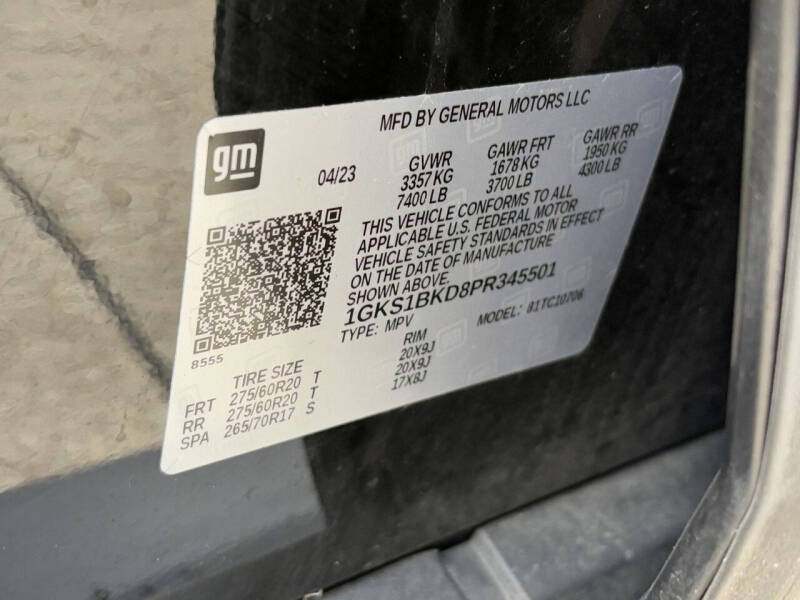 MFD BY GENERAL MOTORS LLC
gm
04/23
GVWR GAWR FRT GAWR RR
3357 KG 1678 KG 1950 KG
7400 LB 3700 LB 4300 LB
THIS VEHICLE CONFORMS TO ALL
APPLICABLE U.S. FEDERAL MOTOR
VEHICLE SAFETY STANDARDS IN EFFECT
ON THE DATE OF MANUFACTURE
SHOWN ABOVE.
1GKS1BKD8PR345501
TYPE: MPV MODEL: 81TC10706
8555
TIRE SIZE RIM
FRT 275/60R20 T 20X9J
RR 275/60R20 T 20X9J
SPA 265/70R17 S 17X8J